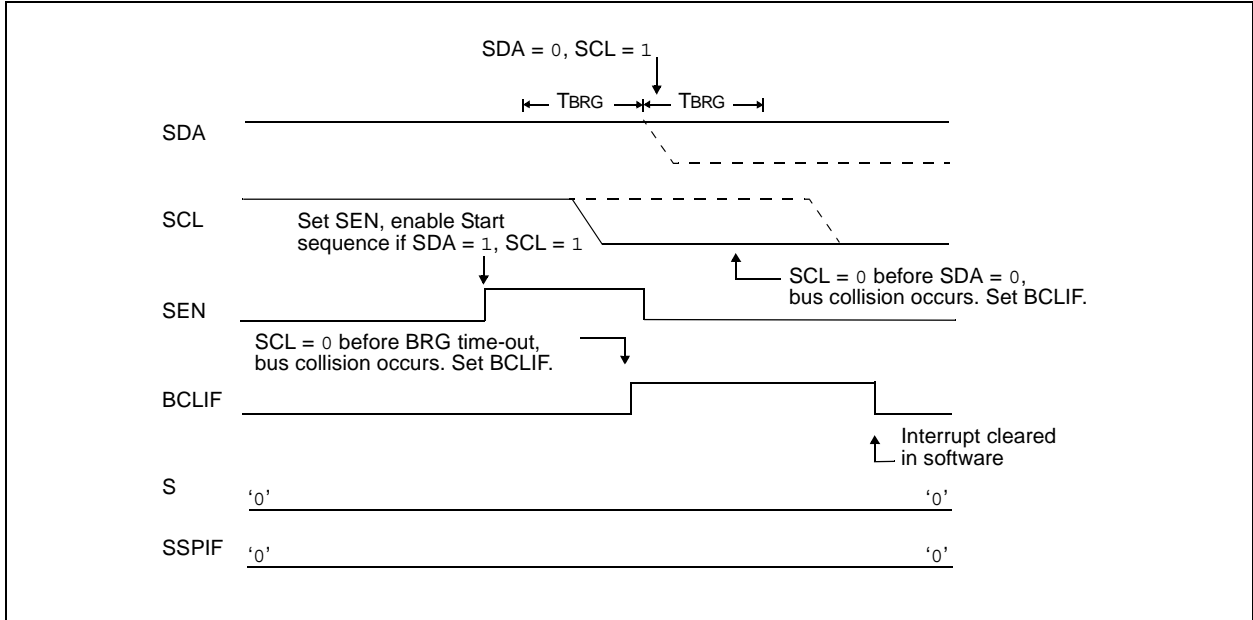 SDA = 0, SCL = 1
TBRG TBRG
SDA
SCL
Set SEN, enable Start
sequence if SDA = 1, SCL = 1
SCL = 0 before SDA = 0,
bus collision occurs. Set BCLIF.
SEN
SCL = 0 before BRG time-out,
bus collision occurs. Set BCLIF.
BCLIF
Interrupt cleared
in software
S
‘0’ ‘0’
SSPIF
‘0’ ‘0’